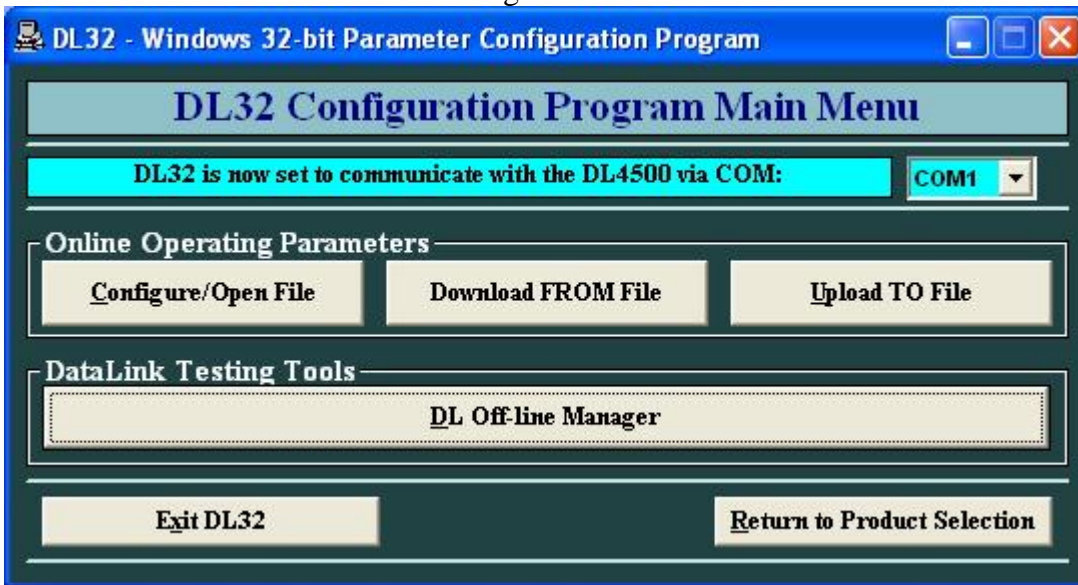 DL32 - Windows 32-bit Parameter Configuration Program
DL32 Configuration Program Main Menu
DL32 is now set to communicate with the DL4500 via COM: COM1
Online Operating Parameters
Configure/Open File Download FROM File Upload TO File
DataLink Testing Tools
DL Off-line Manager
Exit DL32 Return to Product Selection